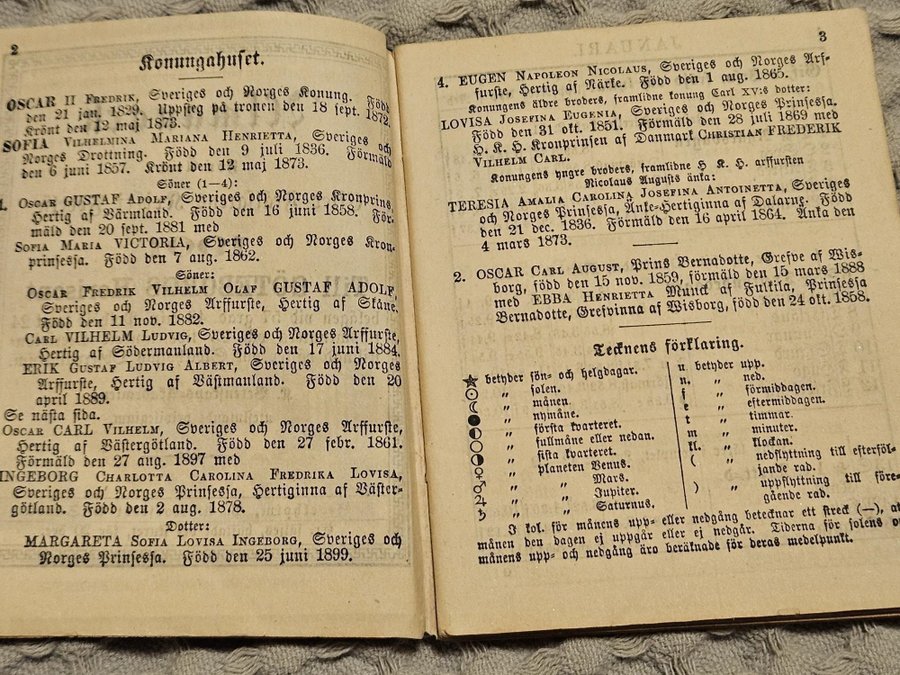 2
Konungahuset.
OSCAR II FREDRIK, Sveriges och Norges Konung. Född
den 21 jan. 1829. Uppsteg på tronen den 18 sept. 1872.
Krönt den 12 maj 1873.
SOFIA VILHELMINA MARIANA HENRIETTA, Sveriges och
Norges Drottning. Född den 9 juli 1836. Förmäld
den 6 juni 1857. Krönt den 12 maj 1873.
Söner (1—4):
1. OSCAR GUSTAF ADOLF, Sveriges och Norges Kronprins,
Hertig af Värmland. Född den 16 juni 1858. För-
mäld den 20 sept. 1881 med
SOFIA MARIA VICTORIA, Sveriges och Norges Kron-
prinsessa. Född den 7 aug. 1862.
Söner:
OSCAR FREDRIK VILHELM OLAF GUSTAF ADOLF,
Sveriges och Norges Arffurste, Hertig af Skåne.
Född den 11 nov. 1882.
CARL VILHELM LUDVIG, Sveriges och Norges Arffurste,
Hertig af Södermanland. Född den 17 juni 1884.
ERIK GUSTAF LUDVIG ALBERT, Sveriges och Norges
Arffurste, Hertig af Västmanland. Född den 20
april 1889.
Se nästa sida.
OSCAR CARL VILHELM, Sveriges och Norges Arffurste,
Hertig af Västergötland. Född den 27 febr. 1861.
Förmäld den 27 aug. 1897 med
INGEBORG CHARLOTTA CAROLINA FREDRIKA LOVISA,
Sveriges och Norges Prinsessa, Hertiginna af Väster-
götland. Född den 2 aug. 1878.
Dotter:
MARGARETA SOFIA LOVISA INGEBORG, Sveriges och
Norges Prinsessa. Född den 25 juni 1899.
3
4. EUGEN NAPOLEON NICOLAUS, Sveriges och Norges Arf-
furste, Hertig af Närke. Född den 1 aug. 1865.
Konungens äldre broders, framlidne konung Carl XV:s dotter:
LOVISA JOSEFINA EUGENIA, Sveriges och Norges Prinsessa.
Född den 31 okt. 1851. Förmäld den 28 juli 1869 med
H. K. H. Kronprinsen af Danmark CHRISTIAN FREDERIK
VILHELM CARL.
Konungens yngre broders, framlidne H K. H. arffursten
Nicolaus Augusts änka:
TERESIA AMALIA CAROLINA JOSEFINA ANTOINETTA, Sveriges
och Norges Prinsessa, Änke-Hertiginna af Dalarng. Född
den 21 dec. 1836. Förmäld den 16 april 1864. Änka den
4 mars 1873.
2. OSCAR CARL AUGUST, Prins Bernadotte, Grefve af Wis-
borg, född den 15 nov. 1859, förmäld den 15 mars 1888
med EBBA HENRIETTA Munck af Fulkila, Prinsessa
Bernadotte, Grefvinna af Wisborg, född den 24 okt. 1858.
Tecknens förklaring.
★ betyder sön- och helgdagar.
☉ „ solen.
☾ „ månen.
● „ nymåne.
◐ „ första kvarteret.
○ „ fullmåne eller nedan.
◑ „ sista kvarteret.
♀ „ planeten Venus.
♂ „ „ Mars.
♃ „ „ Jupiter.
♄ „ „ Saturnus.
u betyder upp.
n. „ ned.
f „ förmiddagen.
e „ eftermiddagen.
t „ timmar.
m „ minuter.
kl. „ klockan.
( „ nedflyttning till efterföl-
jande rad.
) „ uppflyttning till före-
gående rad.
I kol. för månens upp- eller nedgång betecknar ett streck (—), at
månen den dagen ej uppgår eller ej nedgår. Tiderna för solens o
månens upp- och nedgång äro beräknade för deras medelpunkt.